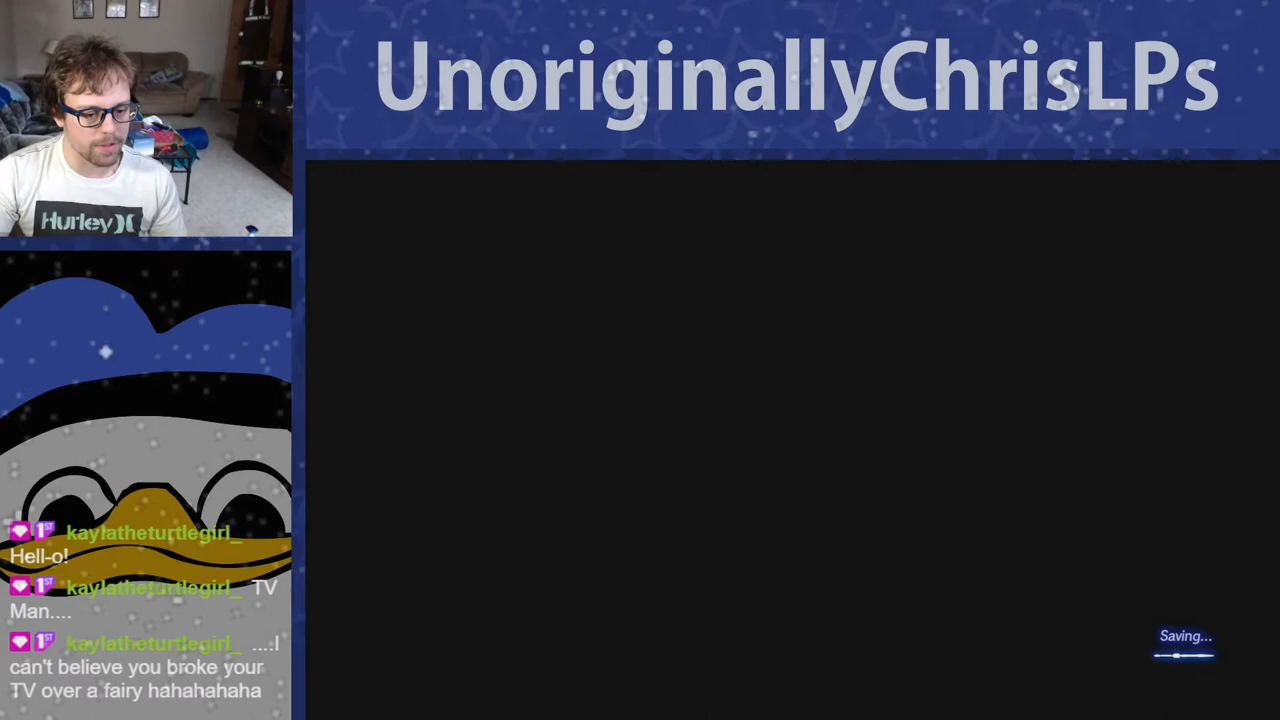 UnoriginallyChrisLPs
Hurley
kaylatheturtlegirl_
Hell-o!
kaylatheturtlegirl_ TV
Man....
kaylatheturtlegirl_ ....I
can't believe you broke your
TV over a fairy hahahahaha
Saving...